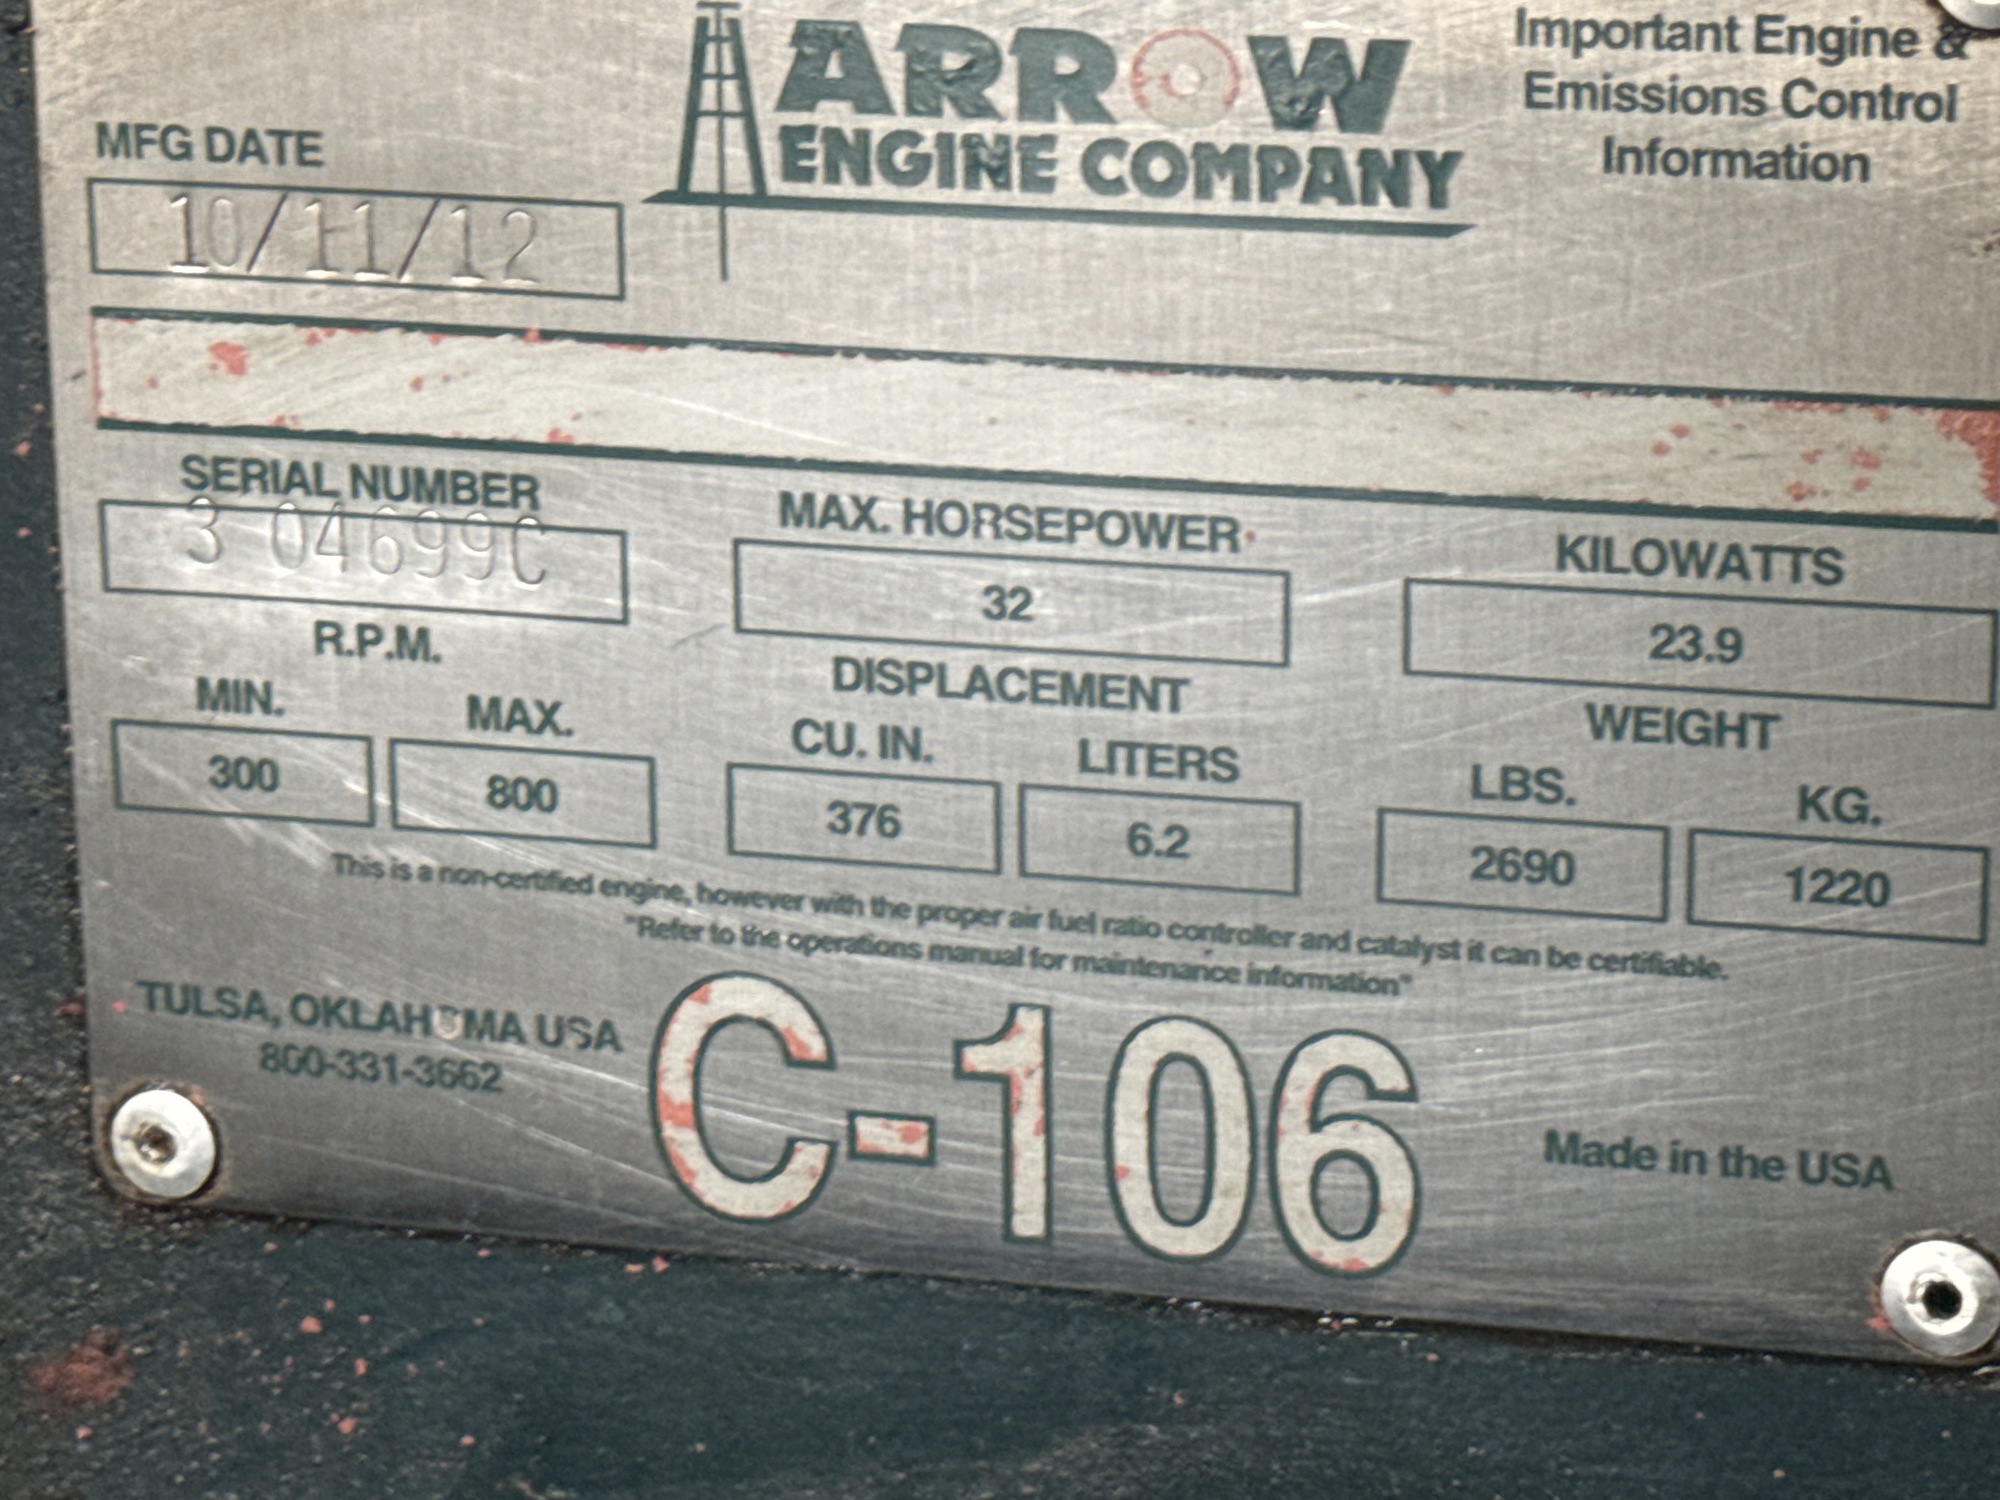 ARROW
ENGINE COMPANY
Important Engine &
Emissions Control
Information
MFG DATE
10/11/12
SERIAL NUMBER
3 04699C
MAX. HORSEPOWER
32
KILOWATTS
23.9
R.P.M.
MIN.
300
MAX.
800
DISPLACEMENT
CU. IN.
376
LITERS
6.2
WEIGHT
LBS.
2690
KG.
1220
This is a non-certified engine, however with the proper air fuel ratio controller and catalyst it can be certifiable.
"Refer to the operations manual for maintenance information"
TULSA, OKLAHOMA USA
800-331-3662
C-106
Made in the USA